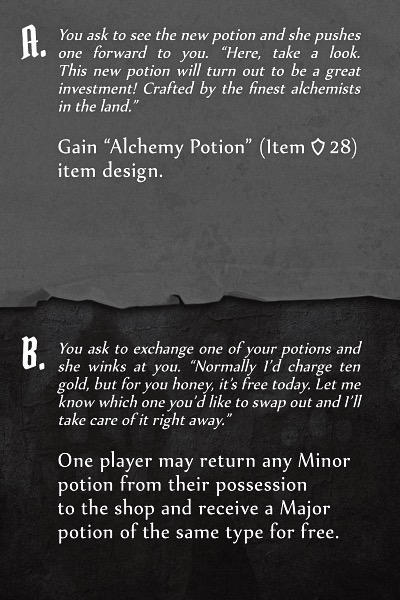 A. You ask to see the new potion and she pushes
one forward to you. “Here, take a look.
This new potion will turn out to be a great
investment! Crafted by the finest alchemists
in the land.”
Gain “Alchemy Potion” (Item 28)
item design.
B. You ask to exchange one of your potions and
she winks at you. “Normally I’d charge ten
gold, but for you honey, it’s free today. Let me
know which one you’d like to swap out and I’ll
take care of it right away.”
One player may return any Minor
potion from their possession
to the shop and receive a Major
potion of the same type for free.